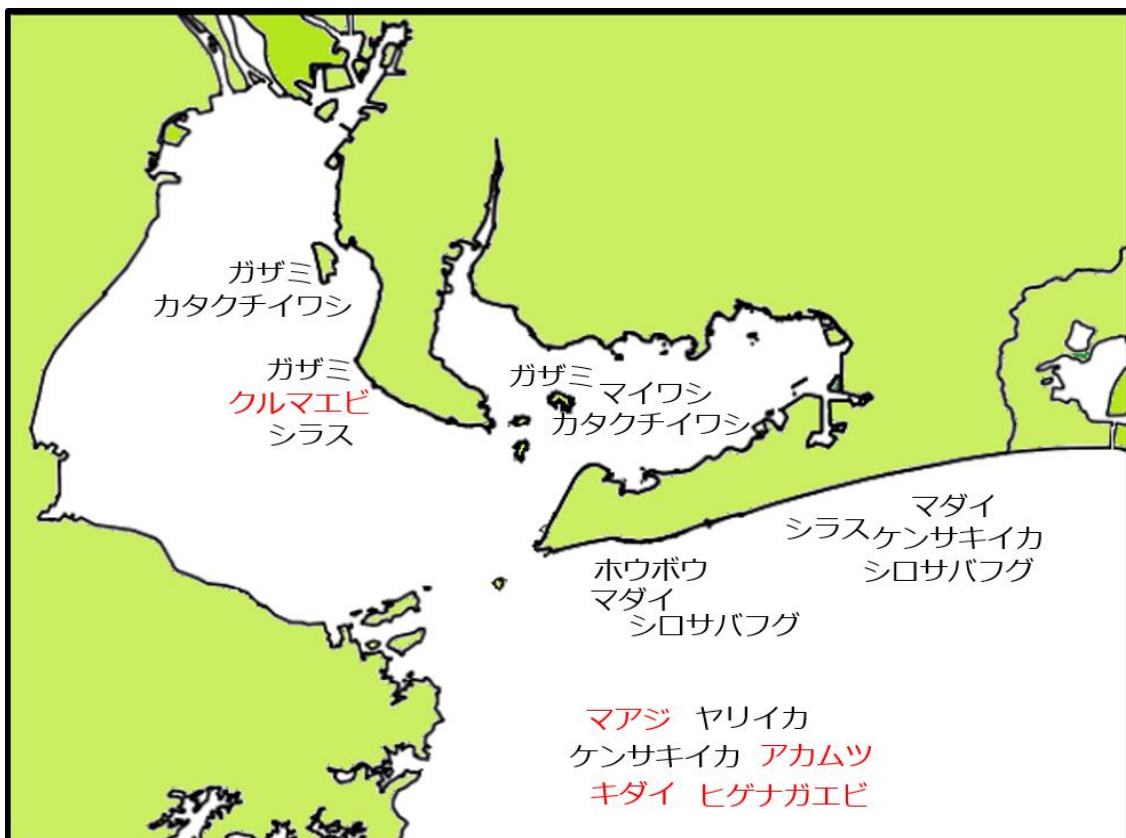 ガザミ
カタクチイワシ
ガザミ
クルマエビ
シラス
ガザミ
マイワシ
カタクチイワシ
マダイ
シラス
ケンサキイカ
シロサバフグ
ホウボウ
マダイ
シロサバフグ
マアジ ヤリイカ
ケンサキイカ アカムツ
キダイ ヒゲナガエビ